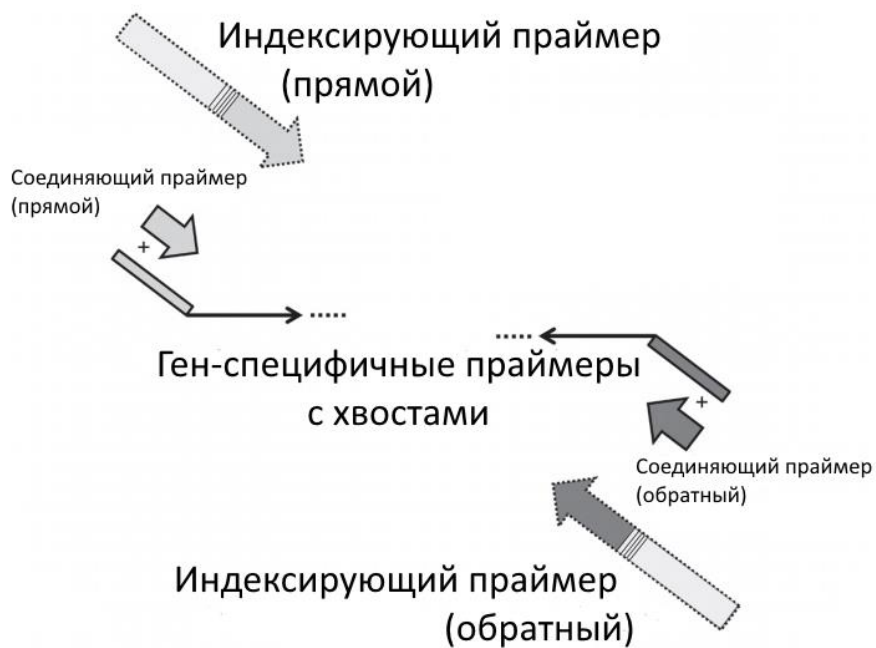 Индексирующий праймер
(прямой)
Соединяющий праймер
(прямой)
+
Ген-специфичные праймеры
с хвостами
+
Соединяющий праймер
(обратный)
Индексирующий праймер
(обратный)